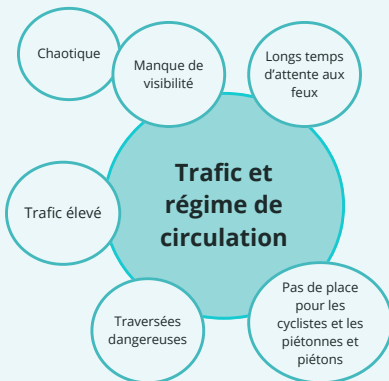 Chaotique
Manque de
visibilité
Longs temps
d'attente aux
feux
Trafic et
régime de
circulation
Trafic élevé
Traversées
dangereuses
Pas de place
pour les
cyclistes et les
piétonnes et
piétons